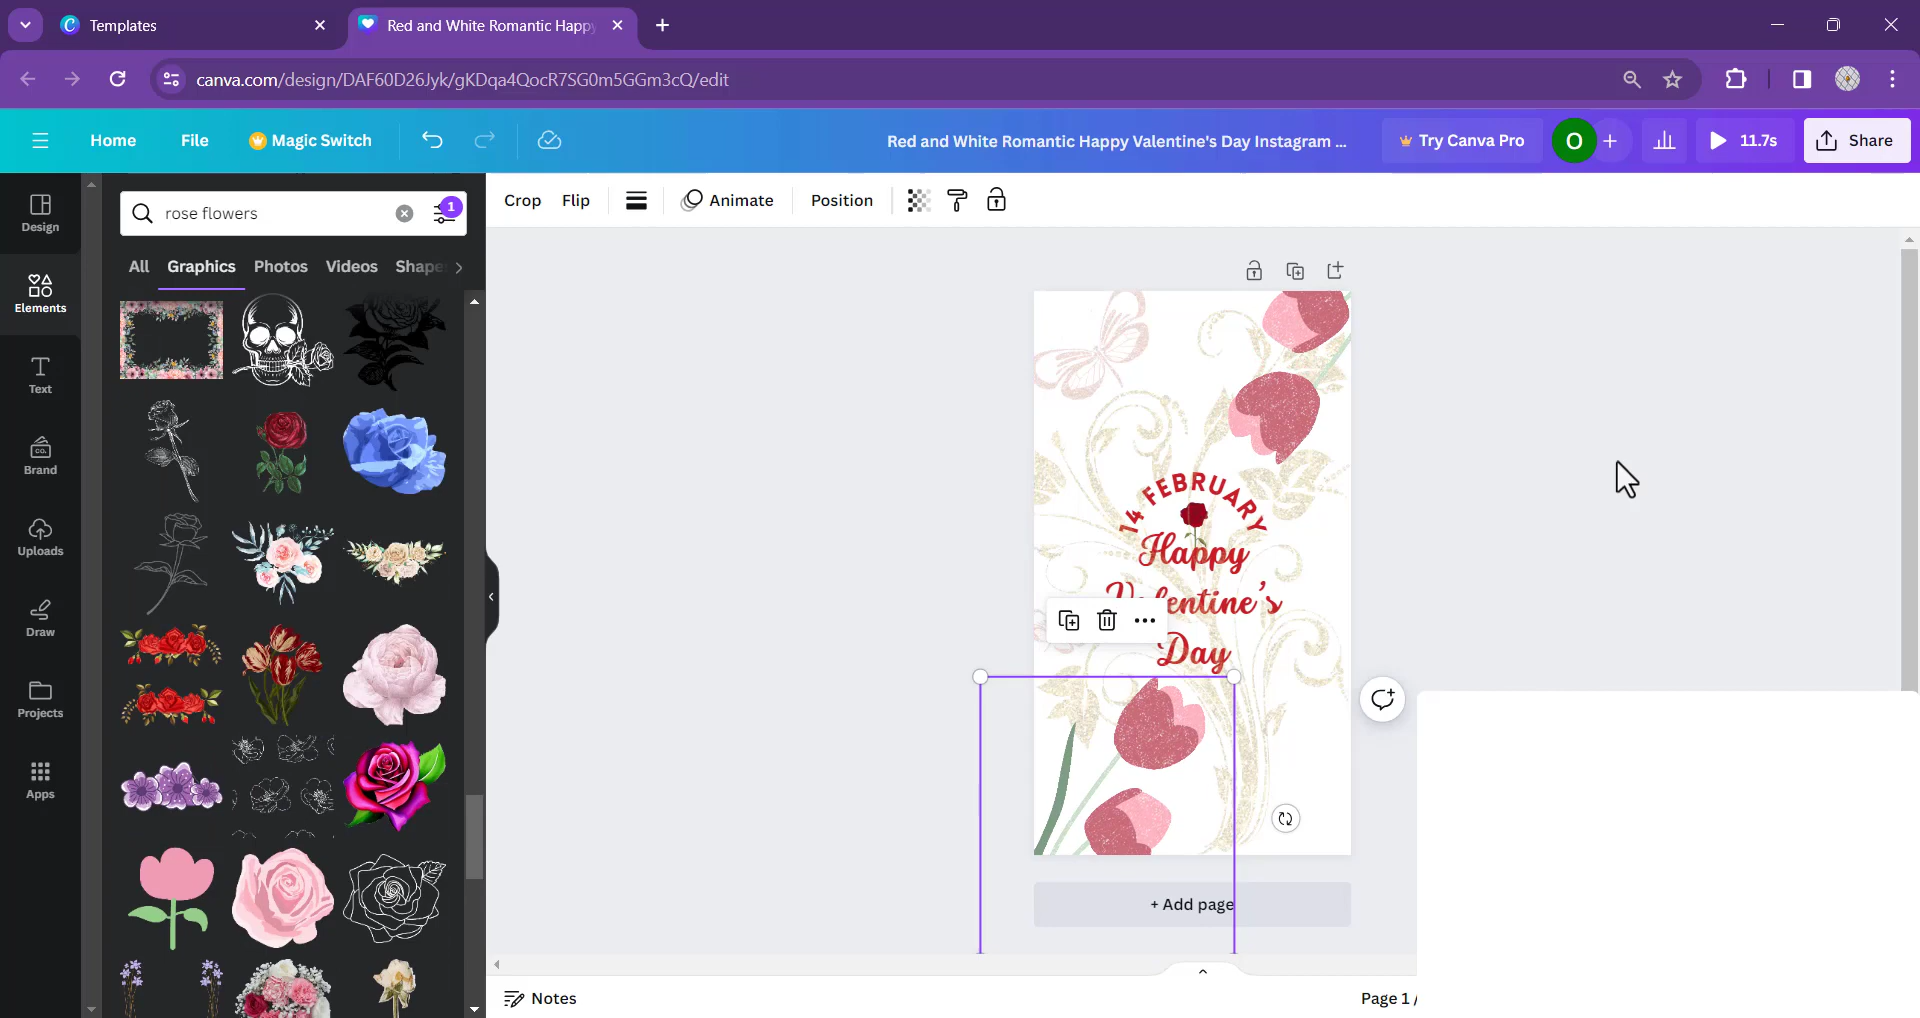 Templates
Red and White Romantic Happy
canva.com/design/DAF60D26Jyk/gKDqa4QocR7SG0m5GGm3cQ/edit
Home
File
Magic Switch
Red and White Romantic Happy Valentine's Day Instagram ...
Try Canva Pro
O
11.7s
Share
Design
Elements
Text
Brand
Uploads
Draw
Projects
Apps
rose flowers
1
All
Graphics
Photos
Videos
Shape
Crop
Flip
Animate
Position
14 FEBRUARY
Happy
Valentine's
Day
+ Add page
Notes
Page 1 /